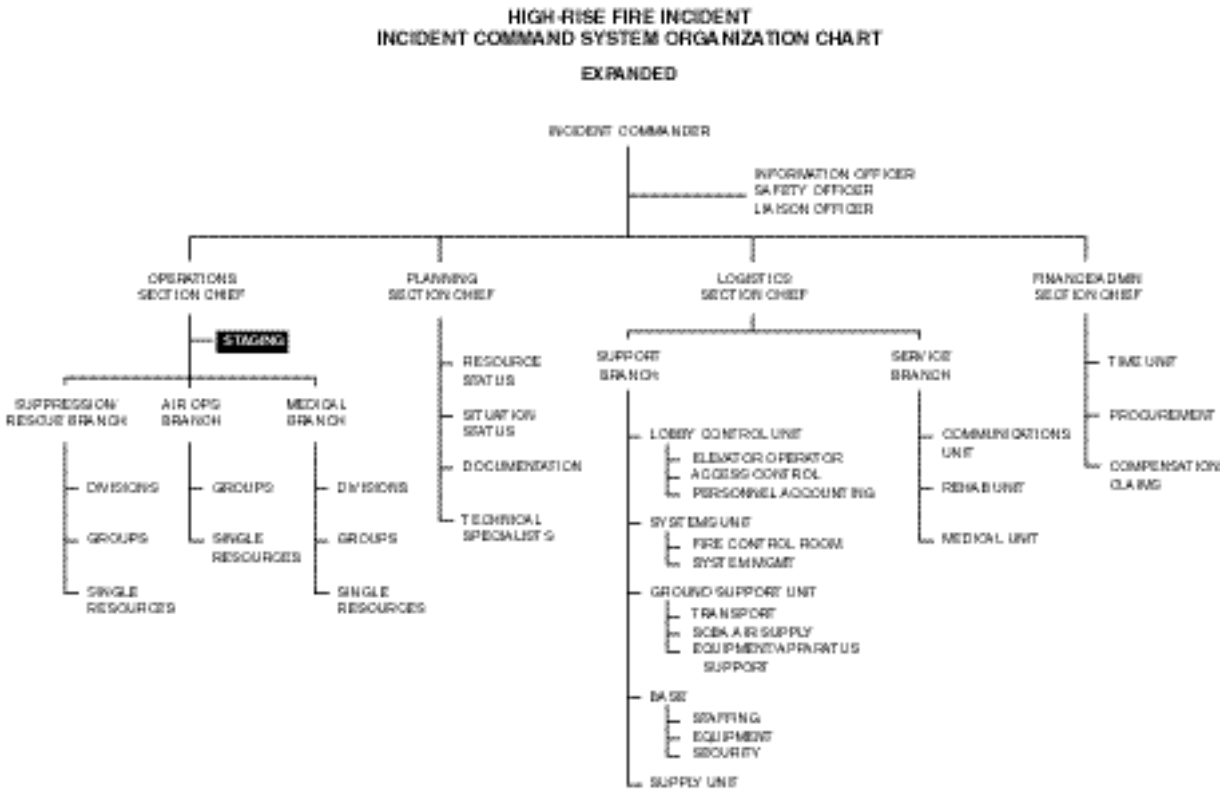 HIGH-RISE FIRE INCIDENT
INCIDENT COMMAND SYSTEM ORGANIZATION CHART
EXPANDED
INCIDENT COMMANDER
INFORMATION OFFICER
SAFETY OFFICER
LIAISON OFFICER
OPERATIONS
SECTION CHIEF
STAGING
SUPPRESSION/
RESCUE BRANCH
DIVISIONS
GROUPS
SINGLE
RESOURCES
AIR OPS
BRANCH
GROUPS
SINGLE
RESOURCES
MEDICAL
BRANCH
DIVISIONS
GROUPS
SINGLE
RESOURCES
PLANNING
SECTION CHIEF
RESOURCE
STATUS
SITUATION
STATUS
DOCUMENTATION
TECHNICAL
SPECIALISTS
LOGISTICS
SECTION CHIEF
SUPPORT
BRANCH
LOBBY CONTROL UNIT
ELEVATOR OPERATOR
ACCESS CONTROL
PERSONNEL ACCOUNTING
SYSTEMS UNIT
FIRE CONTROL ROOM
SYSTEM MGMT
GROUND SUPPORT UNIT
TRANSPORT
SCBA AIR SUPPLY
EQUIPMENT/APPARATUS
SUPPORT
BASE
STAFFING
EQUIPMENT
SECURITY
SUPPLY UNIT
SERVICE
BRANCH
COMMUNICATIONS
UNIT
REHAB UNIT
MEDICAL UNIT
FINANCE/ADMIN
SECTION CHIEF
TIME UNIT
PROCUREMENT
COMPENSATION
CLAIMS